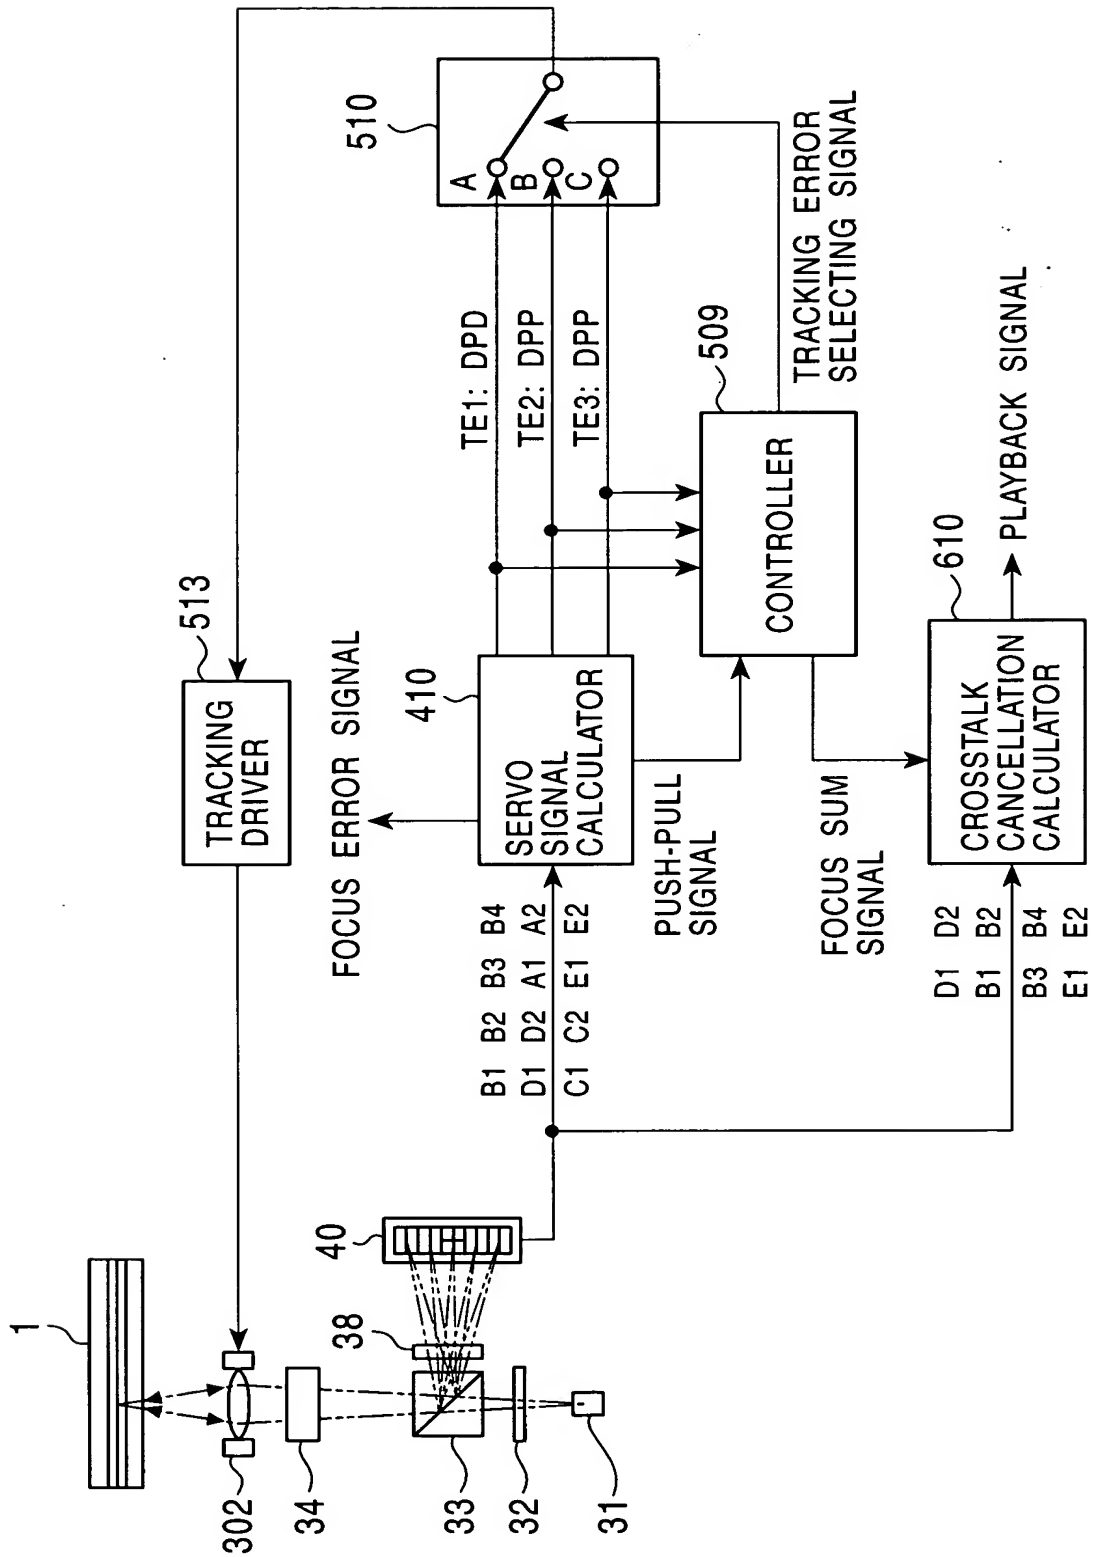 1
302
34
33
32
31
38
40
TRACKING
DRIVER
513
FOCUS ERROR SIGNAL
B1 B2 B3 B4
D1 D2 A1 A2
C1 C2 E1 E2
SERVO
SIGNAL
CALCULATOR
410
TE1: DPD
TE2: DPP
TE3: DPP
A
B
C
510
PUSH-PULL
SIGNAL
CONTROLLER
509
TRACKING ERROR
SELECTING SIGNAL
FOCUS SUM
SIGNAL
D1 D2
B1 B2
B3 B4
E1 E2
CROSSTALK
CANCELLATION
CALCULATOR
610
PLAYBACK SIGNAL